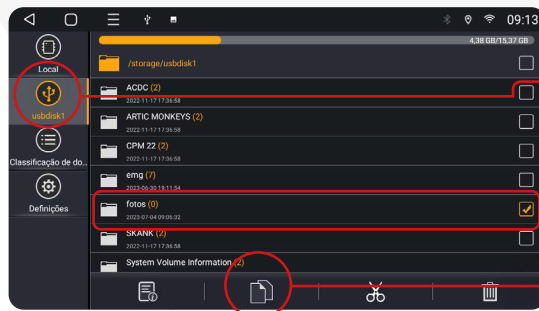 09:13
Local
usbdisk1
Classificação de do..
Definições
4,38 GB/15,37 GB
/storage/usbdisk1
ACDC (2)
2022-11-17 17:36:58
ARTIC MONKEYS (2)
2022-11-17 17:36:58
CPM 22 (2)
2022-11-17 17:36:58
emg (7)
2023-06-30 19:11:54
fotos (0)
2023-07-04 09:06:32
SKANK (2)
2022-11-17 17:36:58
System Volume Information (2)